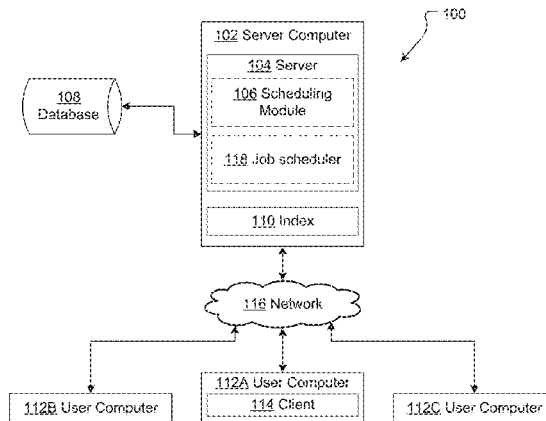 100
102 Server Computer
104 Server
106 Scheduling
Module
108
Database
118 Job scheduler
110 Index
116 Network
112A User Computer
114 Client
112B User Computer
112C User Computer